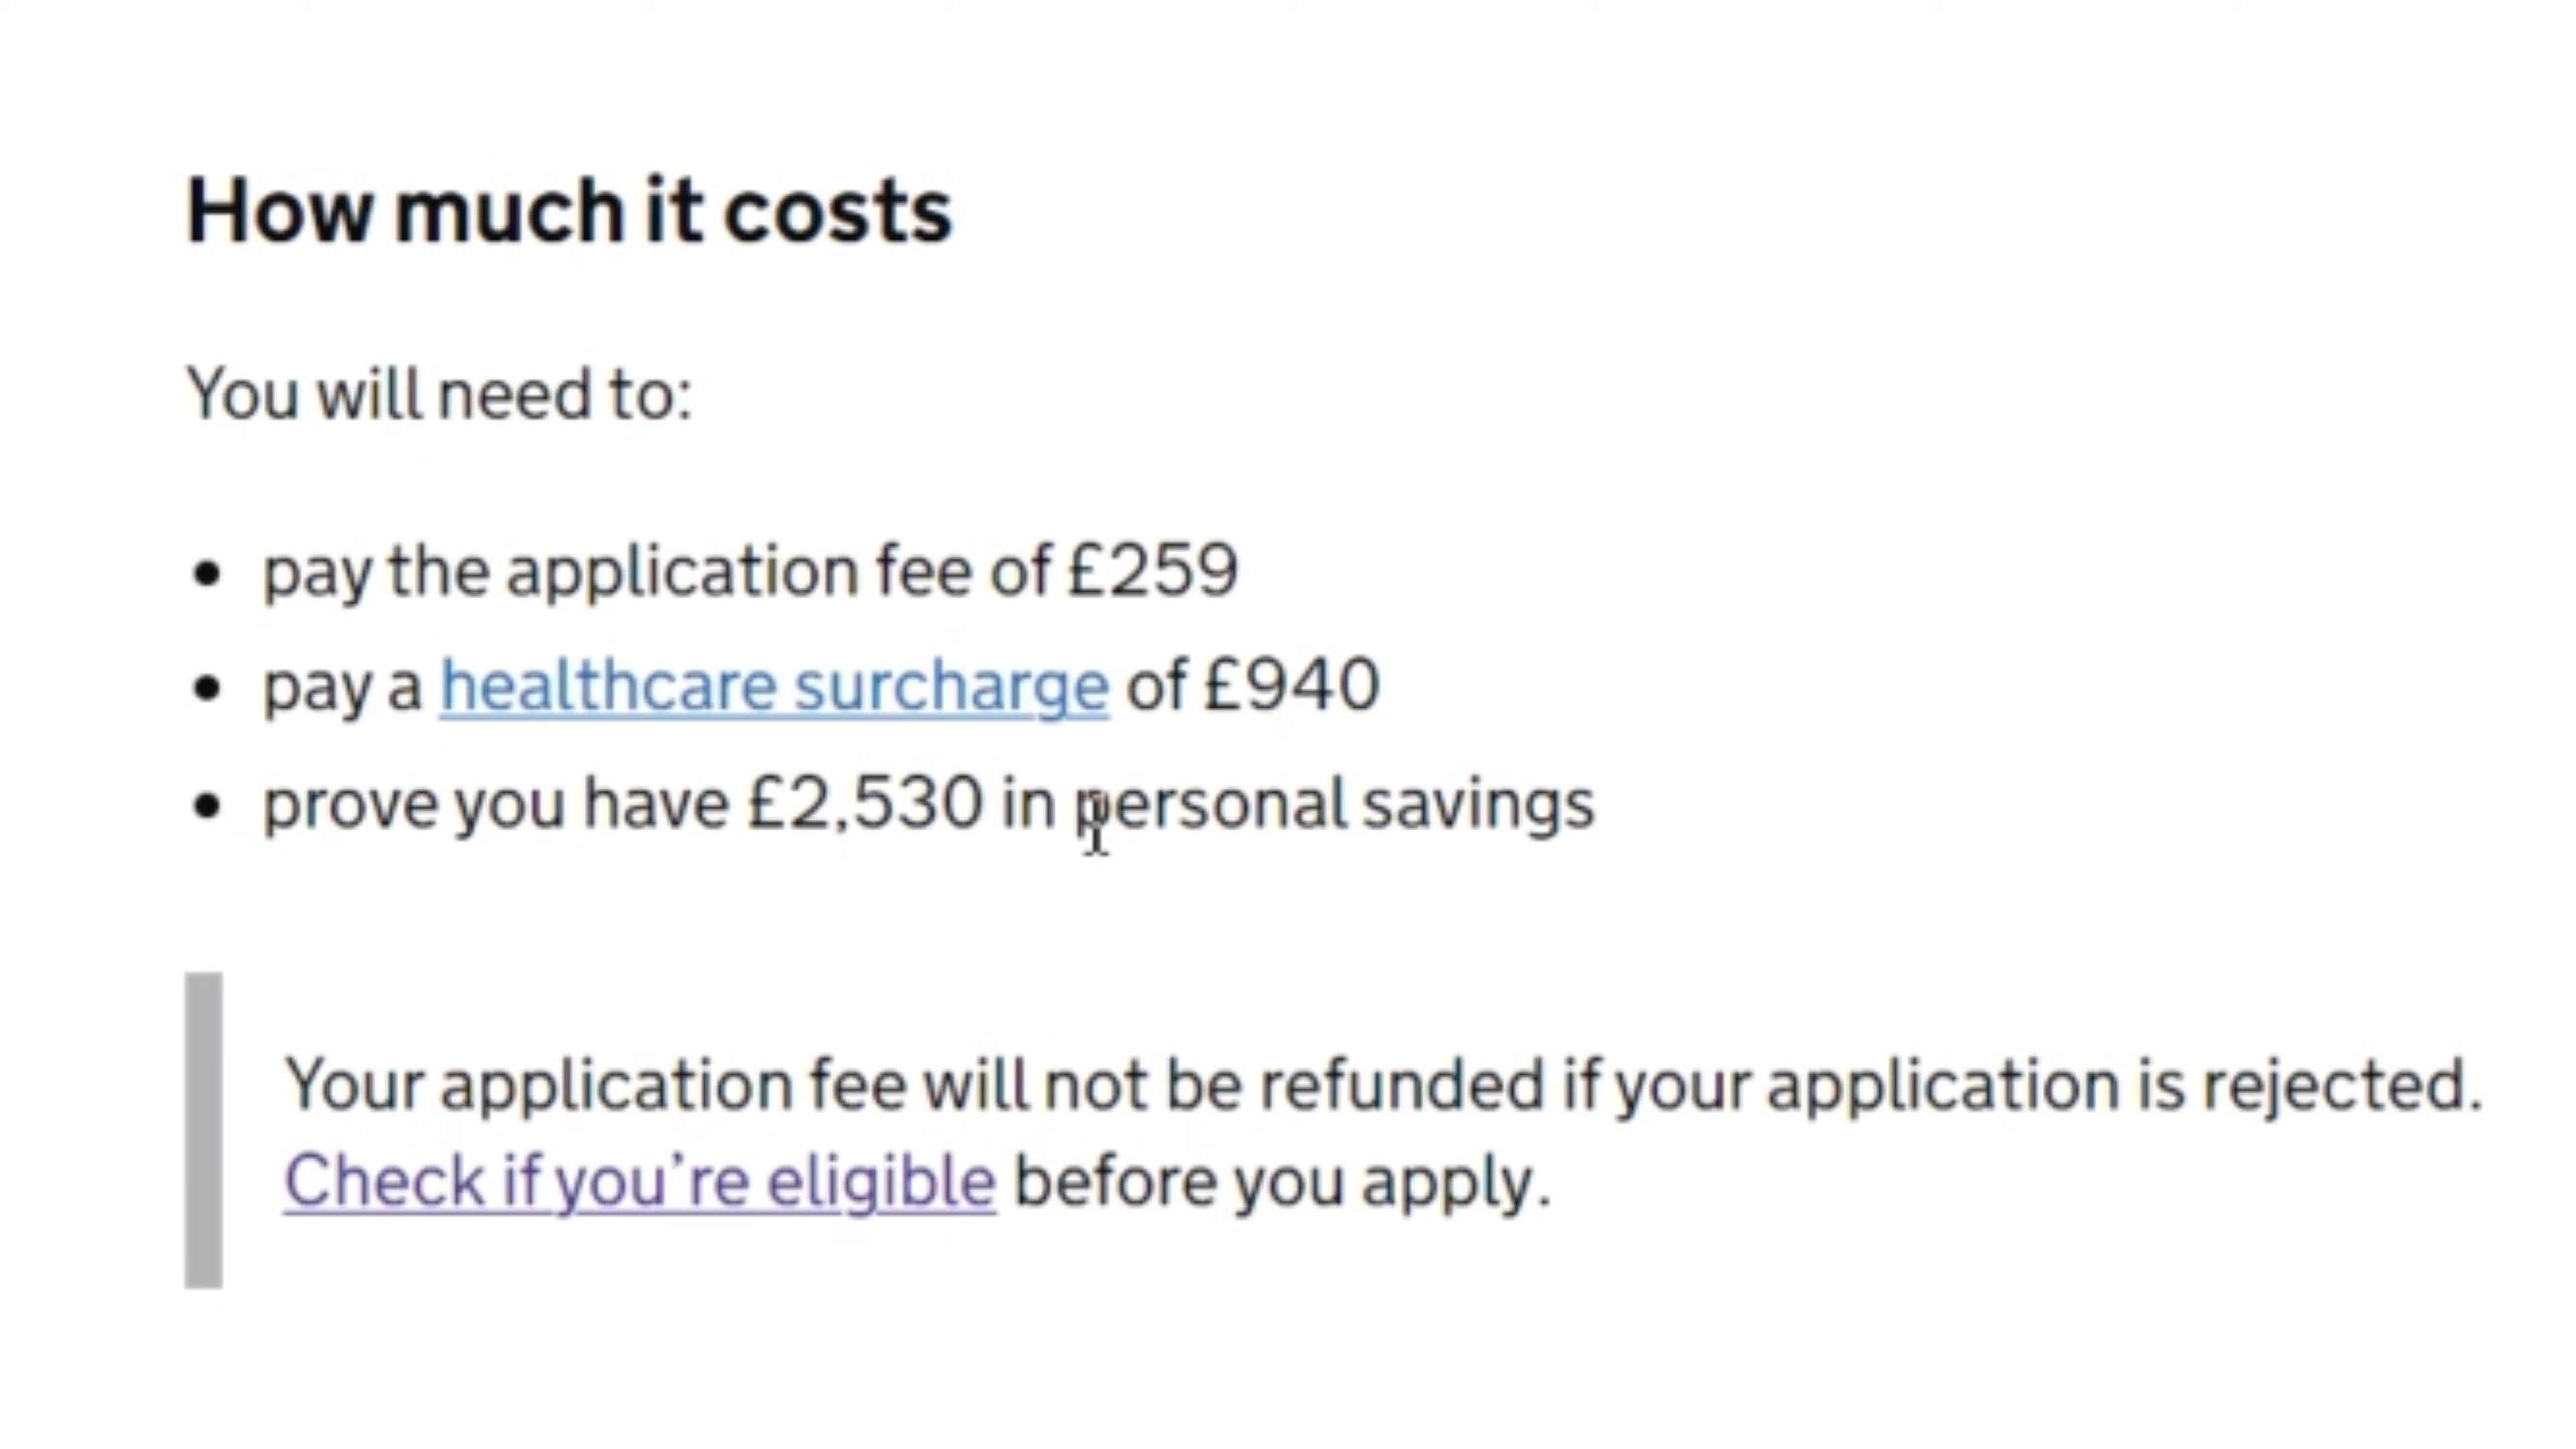 How much it costs
You will need to:
• pay the application fee of £259
• pay a healthcare surcharge of £940
• prove you have £2,530 in personal savings
Your application fee will not be refunded if your application is rejected.
Check if you’re eligible before you apply.